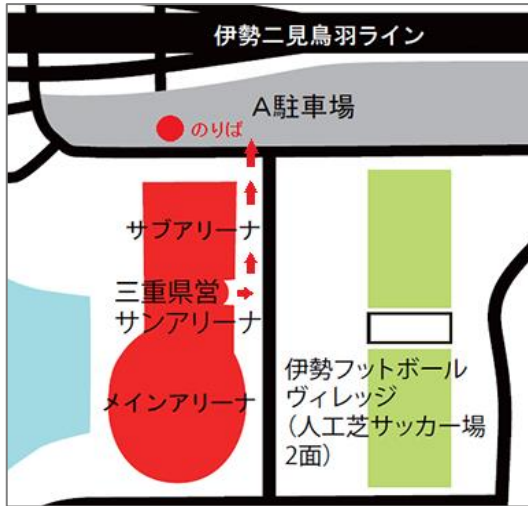 伊勢二見鳥羽ライン
A駐車場
のりば
サブアリーナ
三重県営
サンアリーナ
メインアリーナ
伊勢フットボール
ヴィレッジ
（人工芝サッカー場
2面）